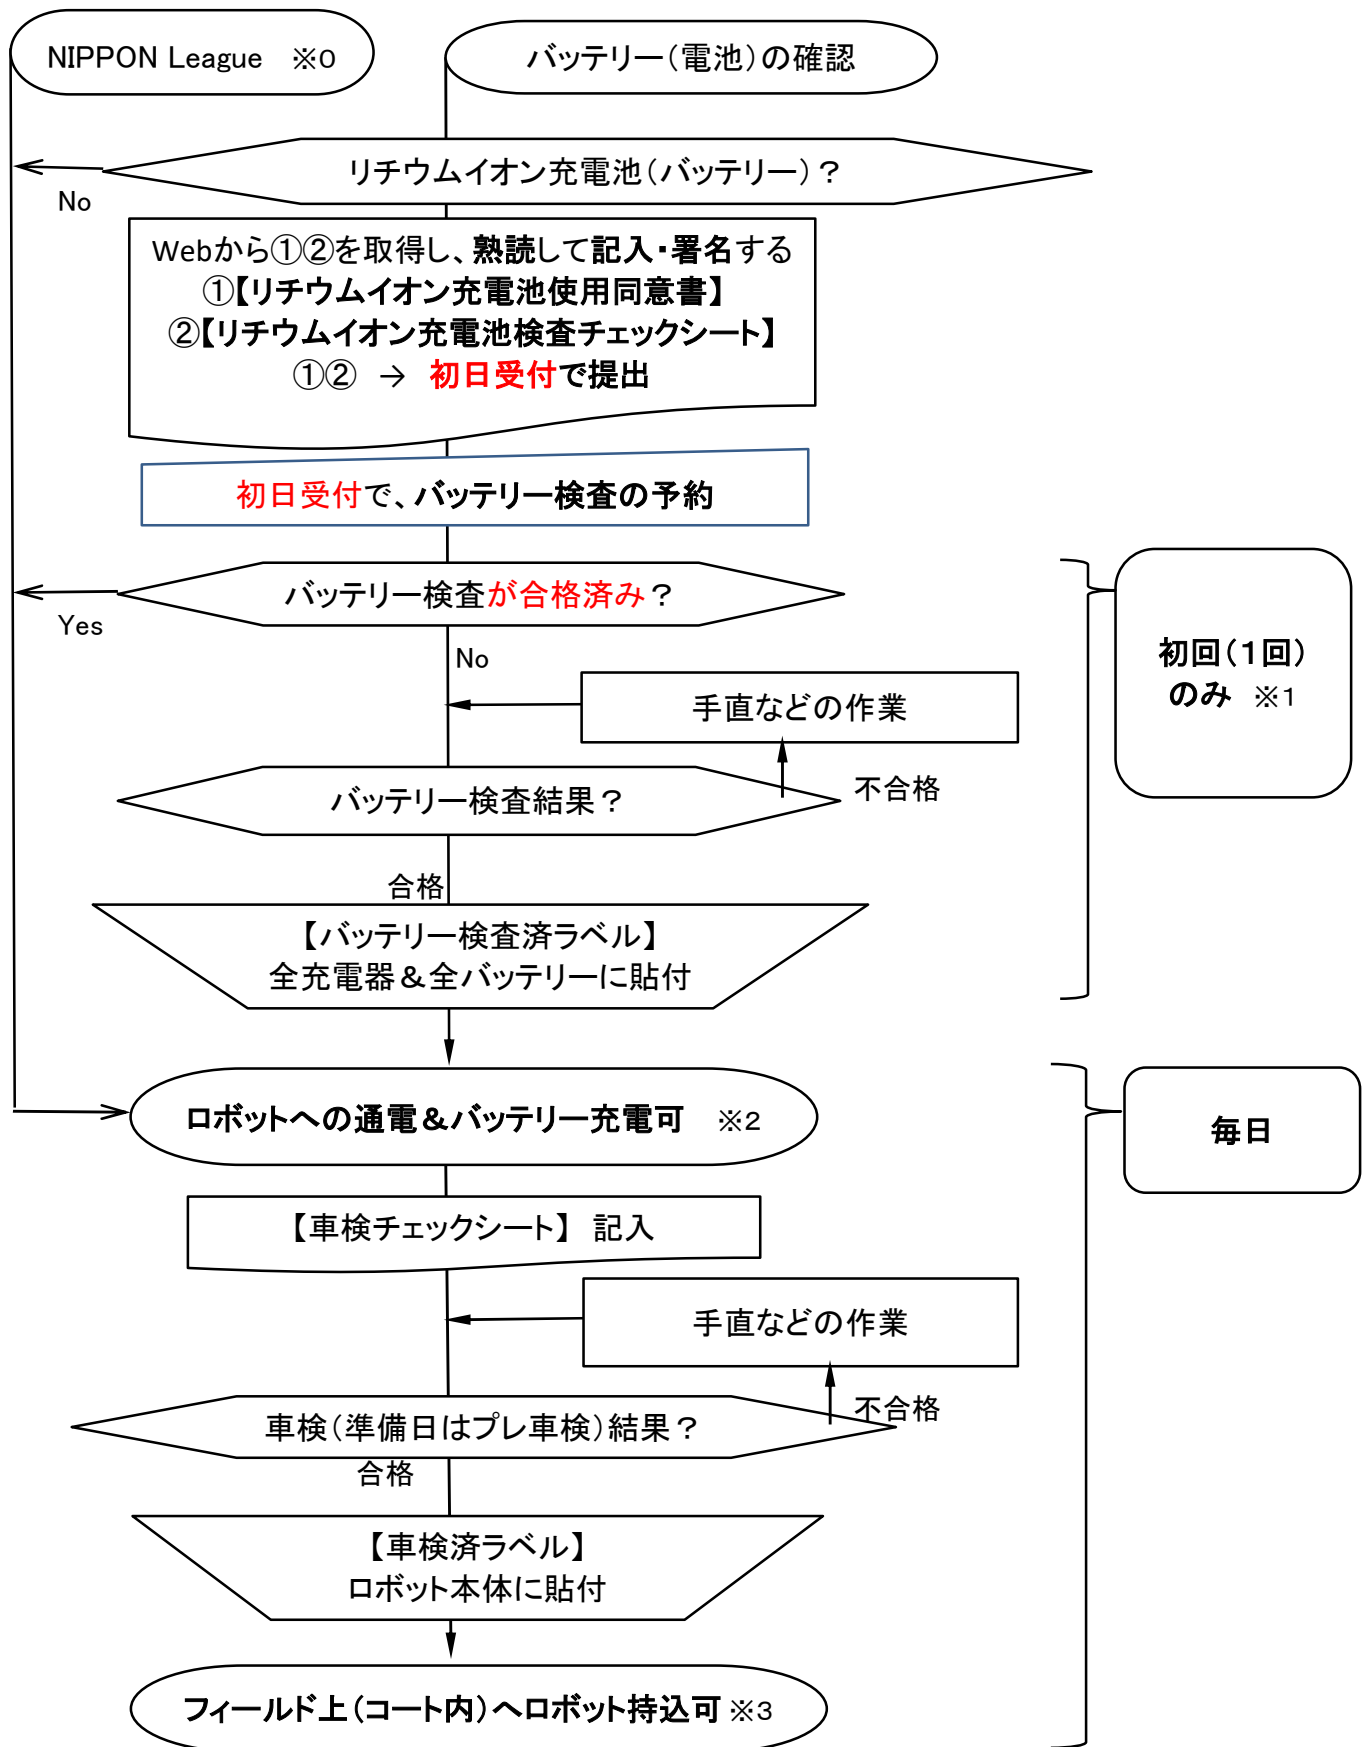 NIPPON League ※0
バッテリー(電池)の確認
リチウムイオン充電池(バッテリー)?
No
Webから①②を取得し、熟読して記入・署名する
①【リチウムイオン充電池使用同意書】
②【リチウムイオン充電池検査チェックシート】
①② → 初日受付で提出
初日受付で、バッテリー検査の予約
バッテリー検査が合格済み?
Yes
No
初回(1回)
のみ ※1
手直などの作業
バッテリー検査結果?
不合格
合格
【バッテリー検査済ラベル】
全充電器&全バッテリーに貼付
ロボットへの通電&バッテリー充電可 ※2
毎日
【車検チェックシート】 記入
手直などの作業
車検(準備日はプレ車検)結果?
不合格
合格
【車検済ラベル】
ロボット本体に貼付
フィールド上(コート内)へロボット持込可 ※3